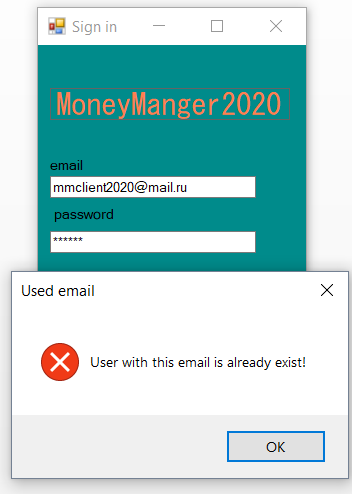 Sign in
MoneyManger2020
email
mmclient2020@mail.ru
password
******
Used email
User with this email is already exist!
OK